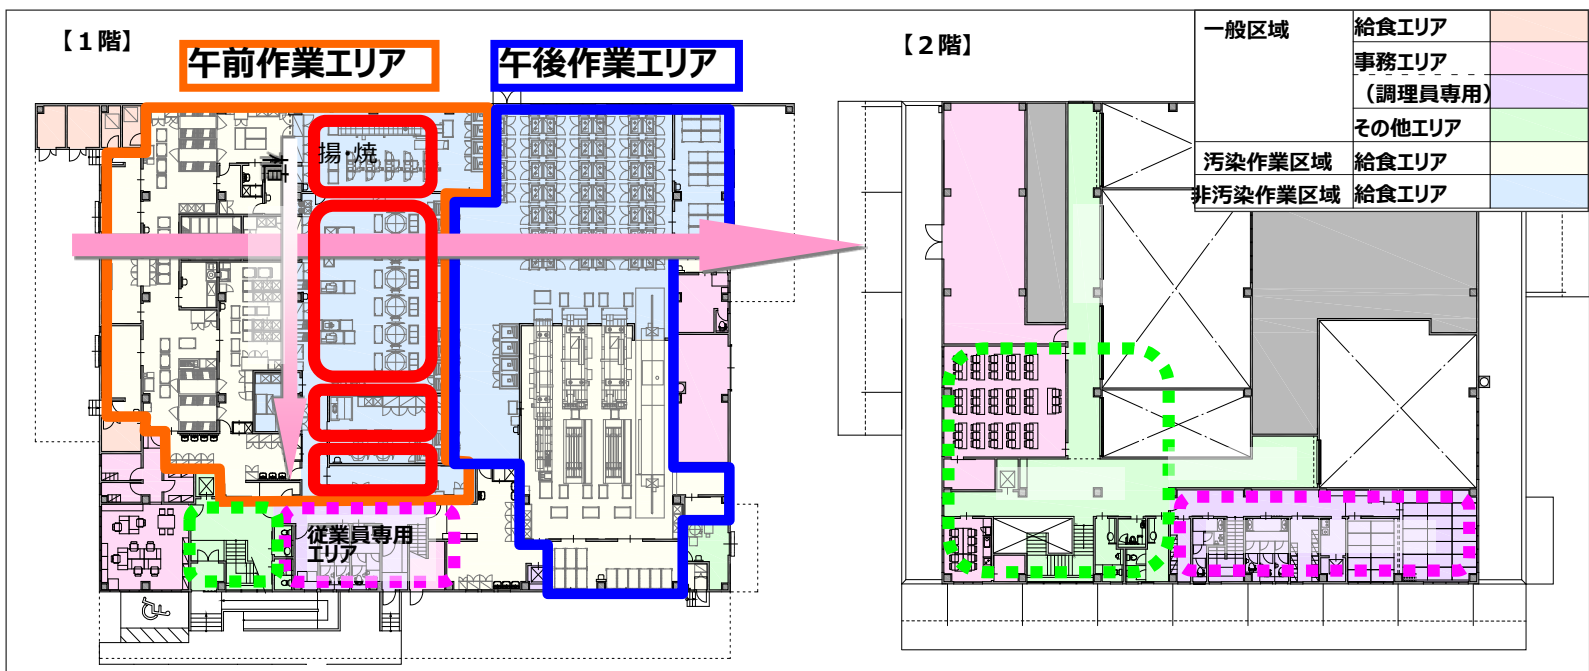 【１階】
午前作業エリア
午後作業エリア
【２階】
一般区域
給食エリア
事務エリア
（調理員専用）
その他エリア
汚染作業区域
給食エリア
非汚染作業区域
給食エリア
揚・焼
従業員専用
エリア